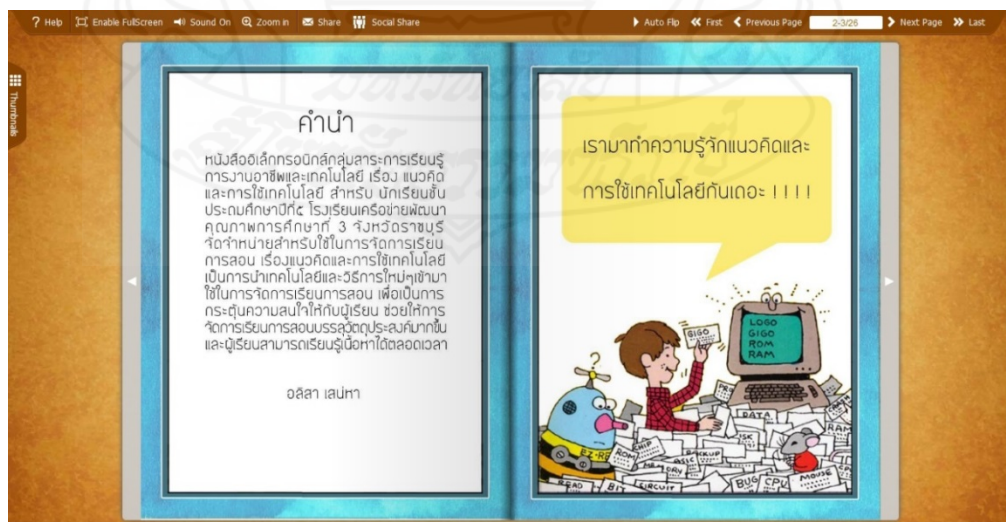 ? Help Enable FullScreen Sound On Zoom in Share Social Share Auto Flip First Previous Page 2-3/26 Next Page Last
Thumbnails
คำนำ
หนังสืออิเล็กทรอนิกส์กลุ่มสาระการเรียนรู้
การงานอาชีพและเทคโนโลยี เรื่อง แนวคิด
และการใช้เทคโนโลยี สำหรับ นักเรียนชั้น
ประถมศึกษาปีที่๕ โรงเรียนเครือข่ายพัฒนา
คุณภาพการศึกษาที่ 3 จังหวัดราชบุรี
จัดจำหน่ายสำหรับใช้ในการจัดการเรียน
การสอน เรื่องแนวคิดและการใช้เทคโนโลยี
เป็นการนำเทคโนโลยีและวิธีการใหม่ๆเข้ามา
ใช้ในการจัดการเรียนการสอน เพื่อเป็นการ
กระตุ้นความสนใจให้กับผู้เรียน ช่วยให้การ
จัดการเรียนการสอนบรรลุวัตถุประสงค์มากขึ้น
และผู้เรียนสามารถเรียนรู้เนื้อหาได้ตลอดเวลา
อลิสา เสน่หา
เรามาทำความรู้จักแนวคิดและ
การใช้เทคโนโลยีกันเถอะ ! ! ! !
GIGO
LOGO
GIGO
ROM
RAM
?
DATA
RAM
CHIP
ROM
MEMORY
BASIC
BACKUP
READ
BIT
CIRCUIT
BUG
CPU
MOUSE